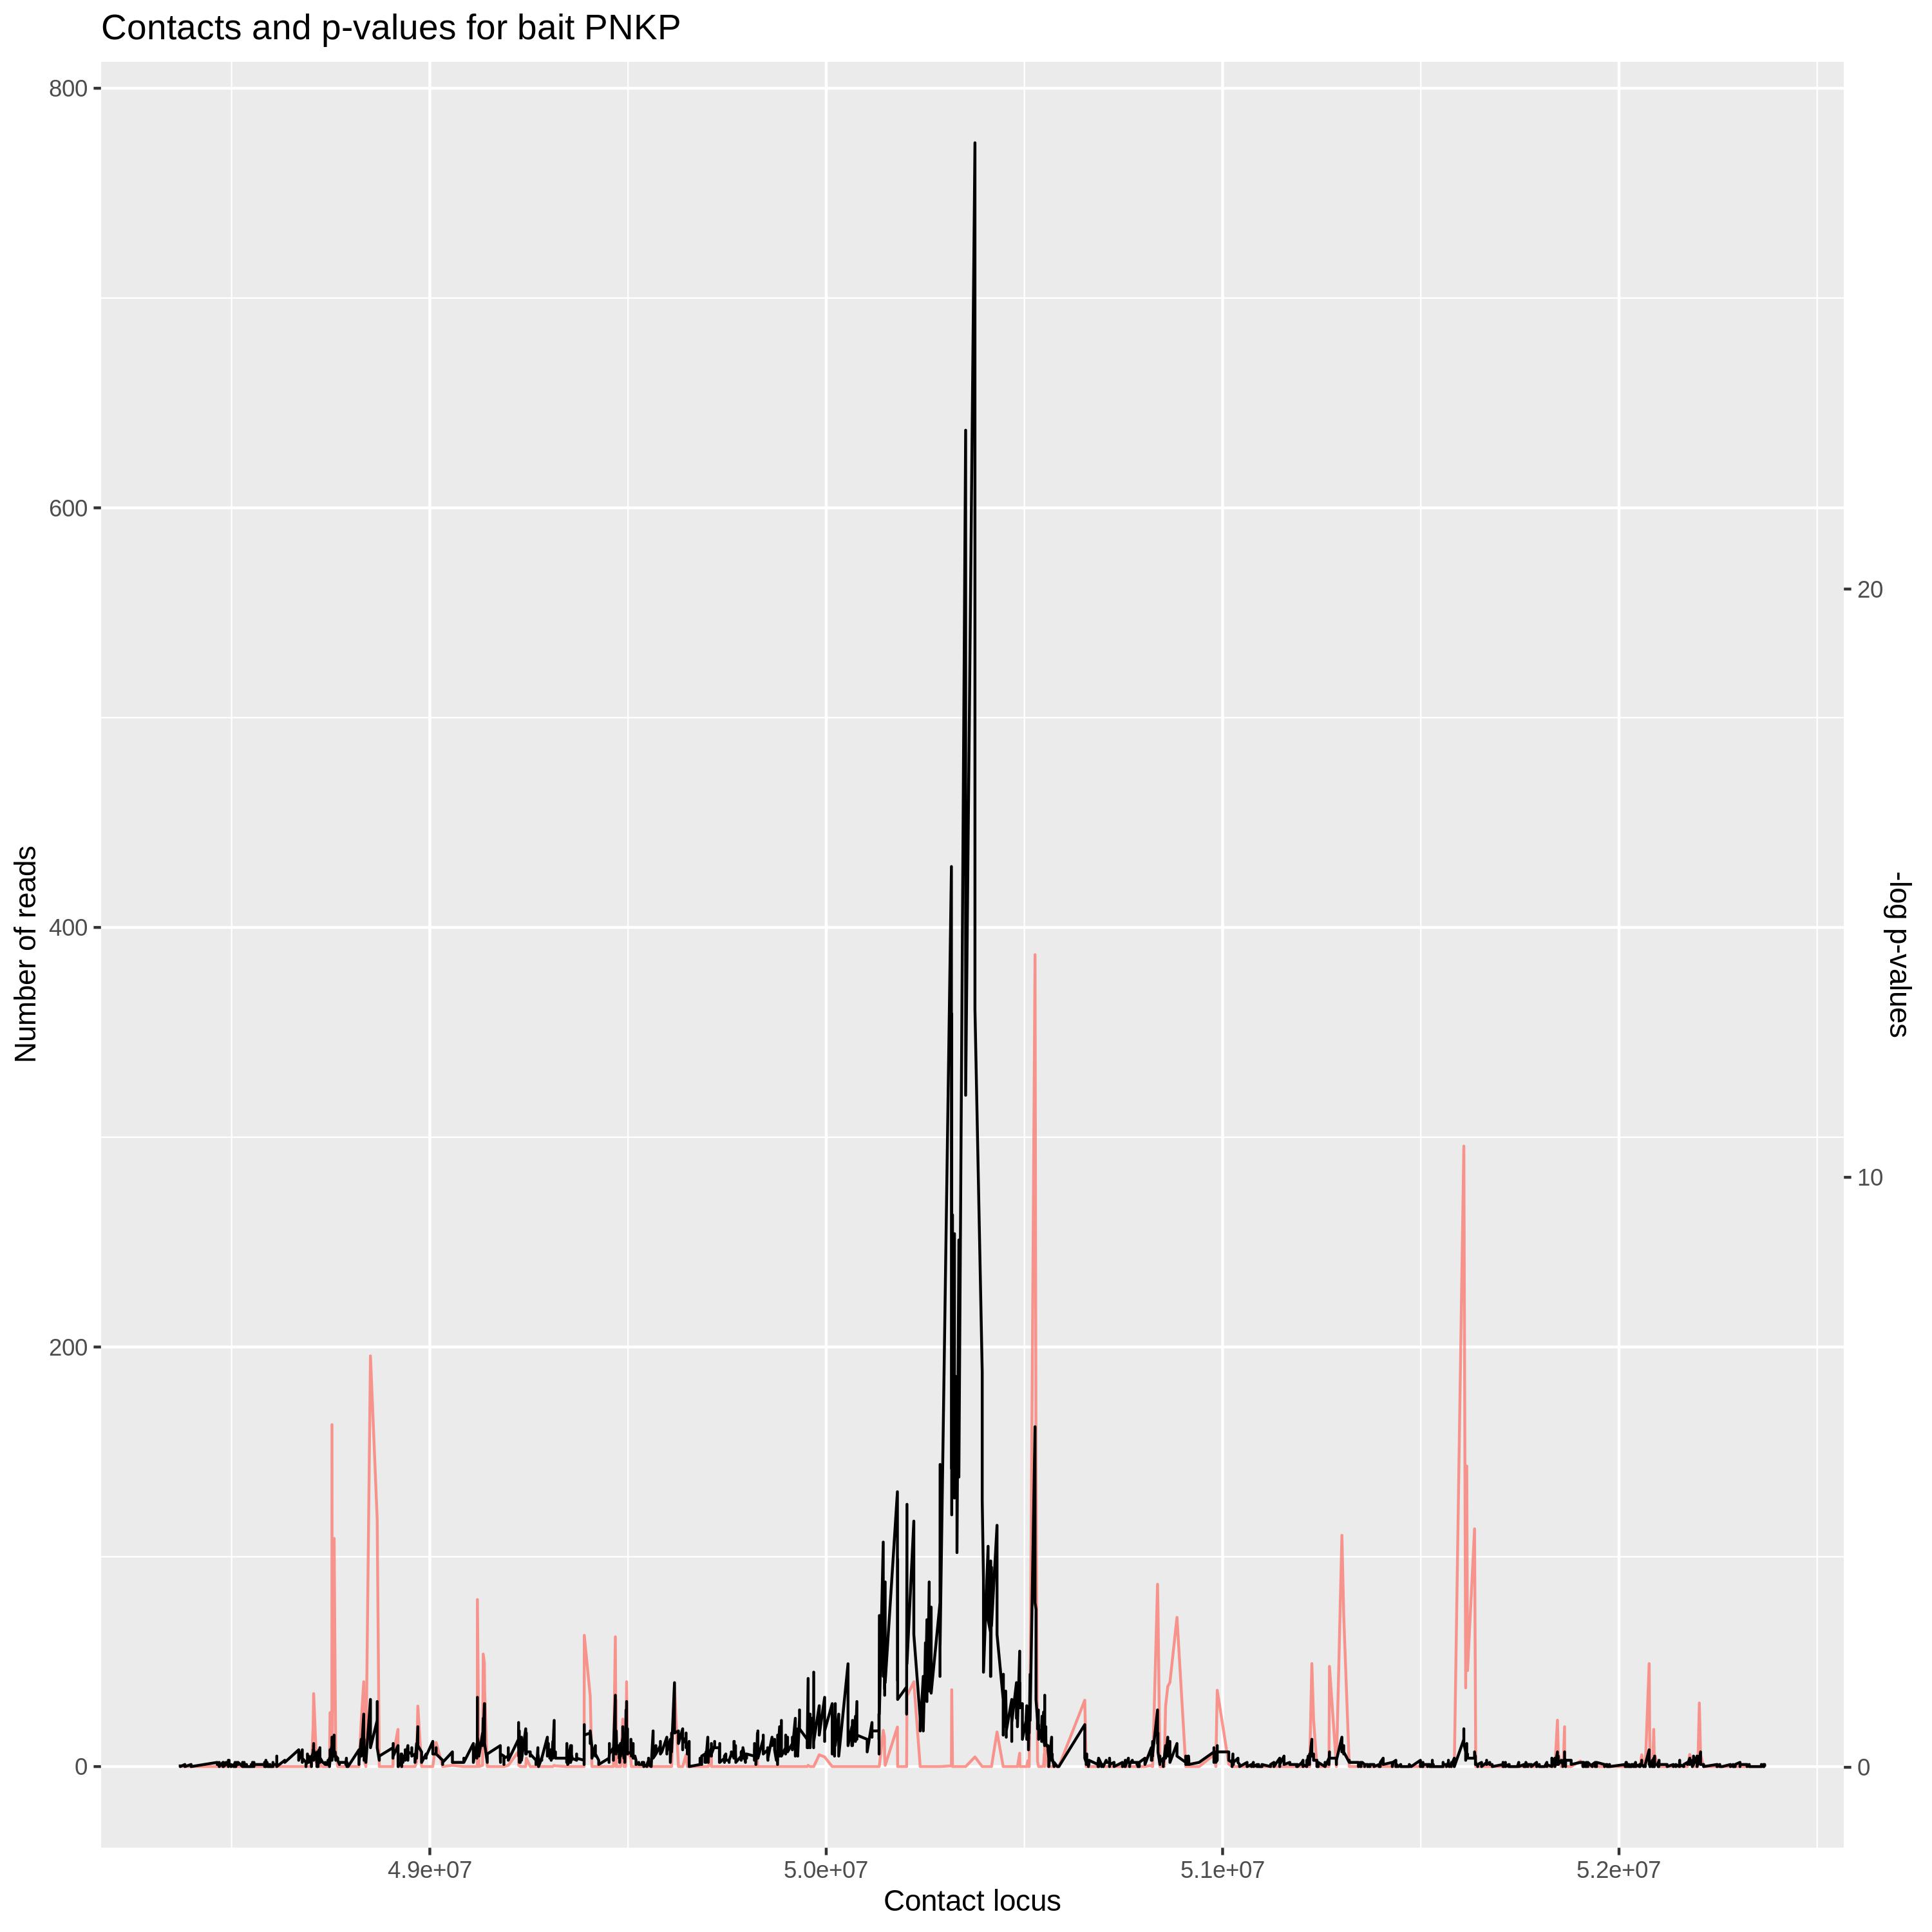 Contacts and p-values for bait PNKP
800
600
400
200
0
Number of reads
20
10
0
-log p-values
4.9e+07
5.0e+07
5.1e+07
5.2e+07
Contact locus